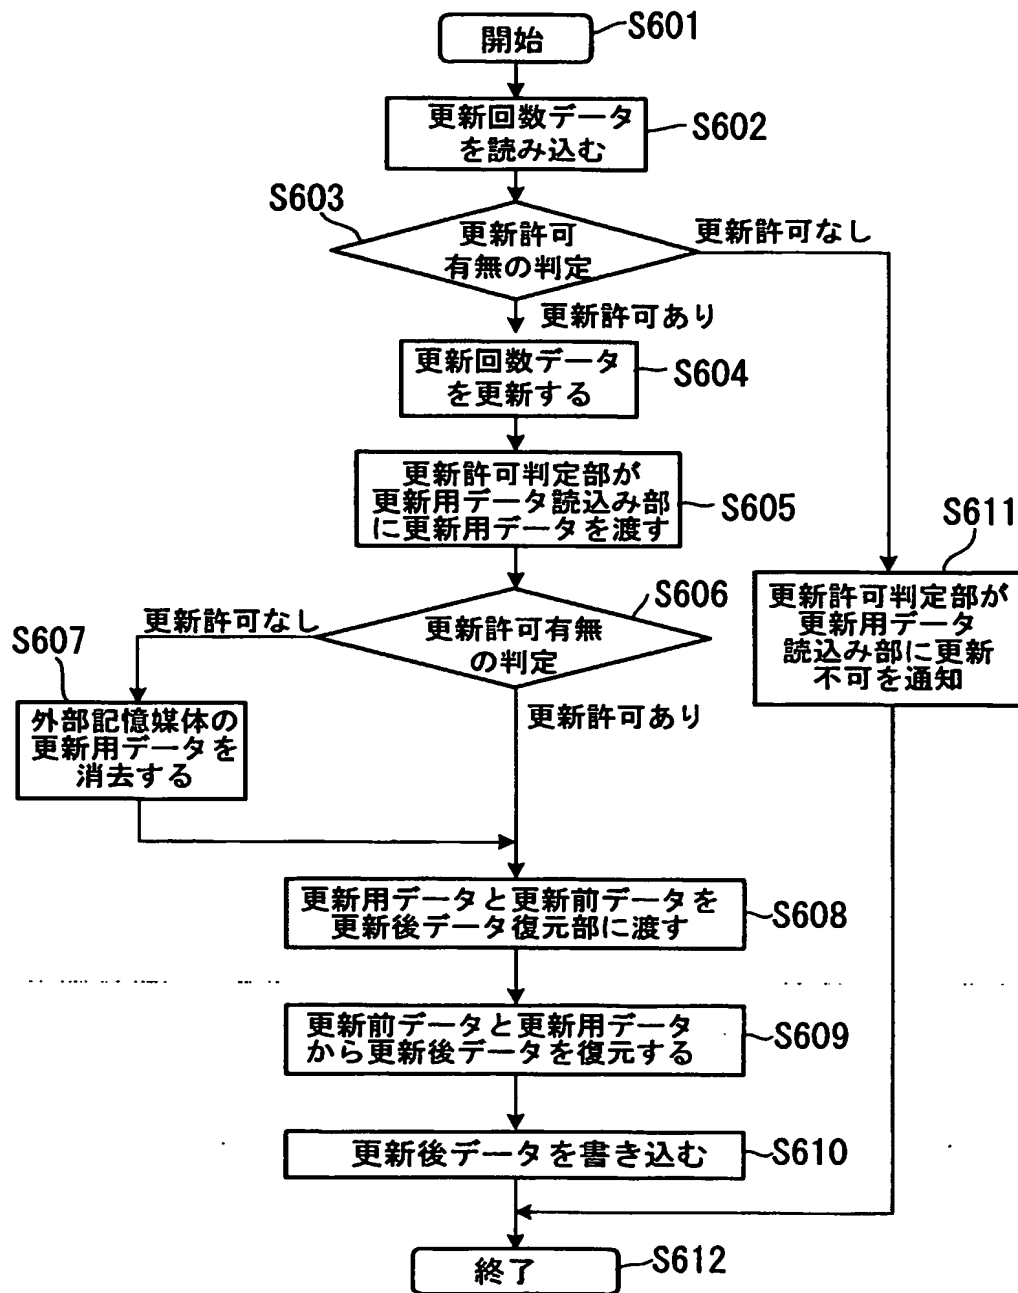 開始
S601
更新回数データ
を読み込む
S602
S603
更新許可
有無の判定
更新許可なし
更新許可あり
更新回数データ
を更新する
S604
更新許可判定部が
更新用データ読込み部
に更新用データを渡す
S605
S611
更新許可判定部が
更新用データ
読込み部に更新
不可を通知
S606
更新許可有無
の判定
更新許可なし
S607
外部記憶媒体の
更新用データを
消去する
更新許可あり
更新用データと更新前データを
更新後データ復元部に渡す
S608
更新前データと更新用データ
から更新後データを復元する
S609
更新後データを書き込む
S610
終了
S612